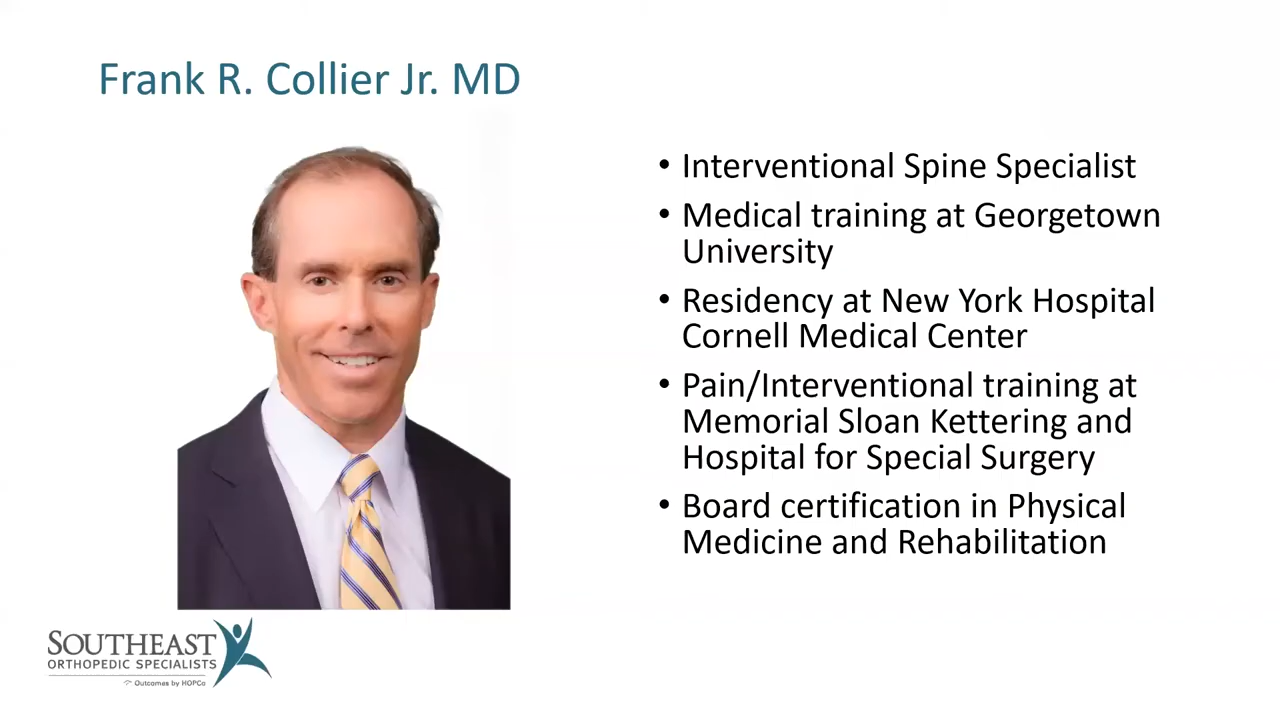 Frank R. Collier Jr. MD
• Interventional Spine Specialist
• Medical training at Georgetown
University
• Residency at New York Hospital
Cornell Medical Center
• Pain/Interventional training at
Memorial Sloan Kettering and
Hospital for Special Surgery
• Board certification in Physical
Medicine and Rehabilitation
SOUTHEAST
ORTHOPEDIC SPECIALISTS
Outcomes by HOPCo